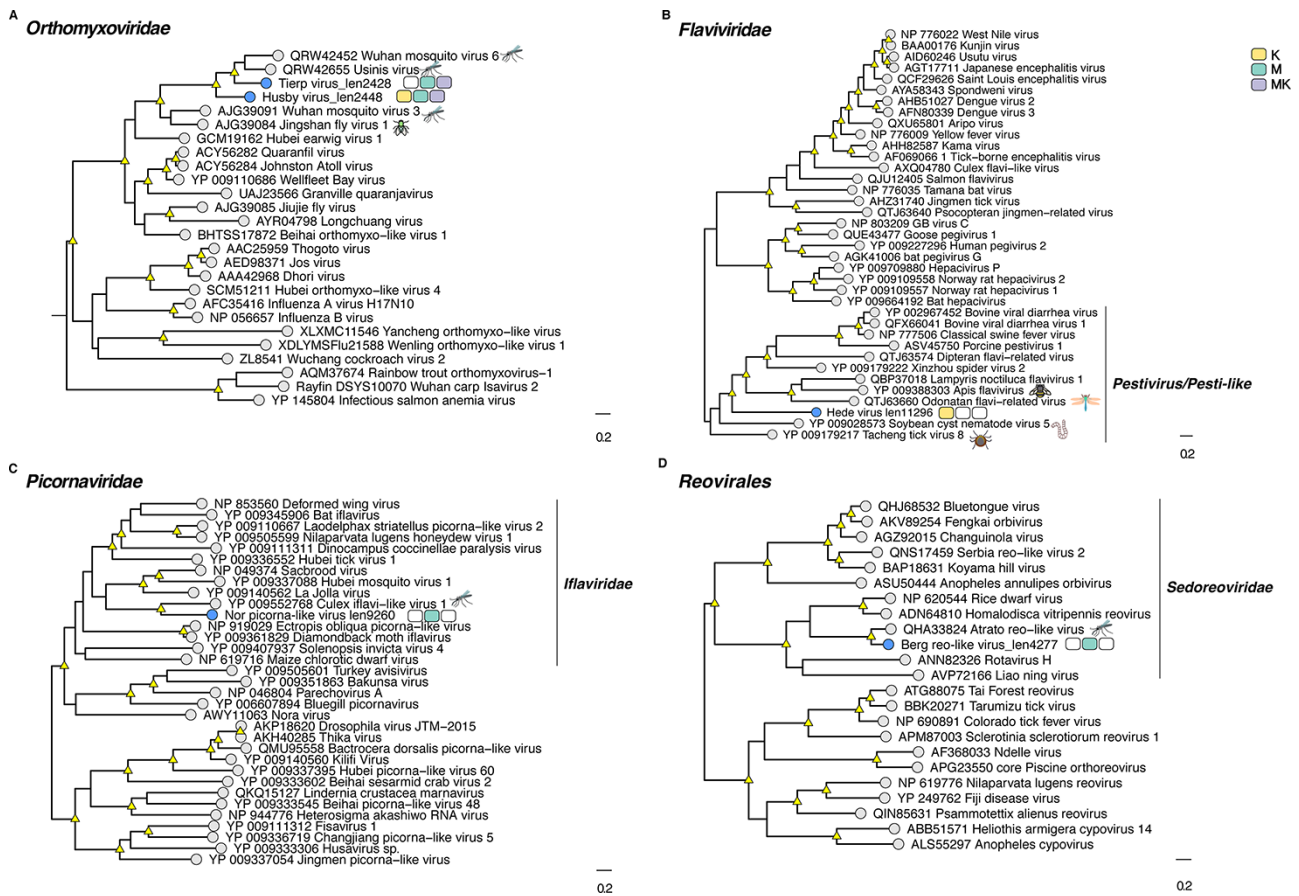 A
Orthomyxoviridae
QRW42452 Wuhan mosquito virus 6
QRW42655 Usinis virus
Tierp virus_len2428
Husby virus_len2448
AJG39091 Wuhan mosquito virus 3
AJG39084 Jingshan fly virus 1
GCM19162 Hubei earwig virus 1
ACY56282 Quaranfil virus
ACY56284 Johnston Atoll virus
YP 009110686 Wellfleet Bay virus
UAJ23566 Granville quaranjavirus
AJG39085 Jiujie fly virus
AYR04798 Longchuang virus
BHTSS17872 Beihai orthomyxo−like virus 1
AAC25959 Thogoto virus
AED98371 Jos virus
AAA42968 Dhori virus
SCM51211 Hubei orthomyxo−like virus 4
AFC35416 Influenza A virus H17N10
NP 056657 Influenza B virus
XLXMC11546 Yancheng orthomyxo−like virus
XDLYMSFlu21588 Wenling orthomyxo−like virus 1
ZL8541 Wuchang cockroach virus 2
AQM37674 Rainbow trout orthomyxovirus−1
Rayfin DSYS10070 Wuhan carp Isavirus 2
YP 145804 Infectious salmon anemia virus
0.2
B
Flaviviridae
NP 776022 West Nile virus
BAA00176 Kunjin virus
AID60246 Usutu virus
AGT17711 Japanese encephalitis virus
QCF29626 Saint Louis encephalitis virus
AYA58343 Spondweni virus
AHB51027 Dengue virus 2
AFN80339 Dengue virus 3
QXU65801 Aripo virus
NP 776009 Yellow fever virus
AHH82587 Kama virus
AF069066 1 Tick−borne encephalitis virus
AXQ04780 Culex flavi−like virus
QJU12405 Salmon flavivirus
NP 776035 Tamana bat virus
AHZ31740 Jingmen tick virus
QTJ63640 Psocopteran jingmen−related virus
NP 803209 GB virus C
QUE43477 Goose pegivirus 1
YP 009227296 Human pegivirus 2
AGK41006 bat pegivirus G
YP 009709880 Hepacivirus P
YP 009109558 Norway rat hepacivirus 2
YP 009109557 Norway rat hepacivirus 1
YP 009664192 Bat hepacivirus
YP 002967452 Bovine viral diarrhea virus
QFX66041 Bovine viral diarrhea virus 1
NP 777506 Classical swine fever virus
ASV45750 Porcine pestivirus 1
QTJ63574 Dipteran flavi−related virus
YP 009179222 Xinzhou spider virus 2
QBP37018 Lampyris noctiluca flavivirus 1
YP 009388303 Apis flavivirus
QTJ63660 Odonatan flavi−related virus
Hede virus len11296
YP 009028573 Soybean cyst nematode virus 5
YP 009179217 Tacheng tick virus 8
Pestivirus/Pesti-like
0.2
K
M
MK
C
Picornaviridae
NP 853560 Deformed wing virus
YP 009345906 Bat iflavirus
YP 009110667 Laodelphax striatellus picorna−like virus 2
YP 009505599 Nilaparvata lugens honeydew virus 1
YP 009111311 Dinocampus coccinellae paralysis virus
YP 009336552 Hubei tick virus 1
NP 049374 Sacbrood virus
YP 009337088 Hubei mosquito virus 1
YP 009140562 La Jolla virus
YP 009552768 Culex iflavi−like virus 1
Nor picorna−like virus len9260
NP 919029 Ectropis obliqua picorna−like virus
YP 009361829 Diamondback moth iflavirus
YP 009407937 Solenopsis invicta virus 4
NP 619716 Maize chlorotic dwarf virus
YP 009505601 Turkey avisivirus
YP 009351863 Bakunsa virus
NP 046804 Parechovirus A
YP 006607894 Bluegill picornavirus
AWY11063 Nora virus
AKP18620 Drosophila virus JTM−2015
AKH40285 Thika virus
QMU95558 Bactrocera dorsalis picorna−like virus
YP 009140560 Kilifi Virus
YP 009337395 Hubei picorna−like virus 60
YP 009333602 Beihai sesarmid crab virus 2
QKQ15127 Lindernia crustacea marnavirus
YP 009333545 Beihai picorna−like virus 48
NP 944776 Heterosigma akashiwo RNA virus
YP 009111312 Fisavirus 1
YP 009336719 Changjiang picorna−like virus 5
YP 009333306 Husavirus sp.
YP 009337054 Jingmen picorna−like virus
Iflaviridae
0.2
D
Reovirales
QHJ68532 Bluetongue virus
AKV89254 Fengkai orbivirus
AGZ92015 Changuinola virus
QNS17459 Serbia reo−like virus 2
BAP18631 Koyama hill virus
ASU50444 Anopheles annulipes orbivirus
NP 620544 Rice dwarf virus
ADN64810 Homalodisca vitripennis reovirus
QHA33824 Atrato reo−like virus
Berg reo−like virus_len4277
ANN82326 Rotavirus H
AVP72166 Liao ning virus
ATG88075 Tai Forest reovirus
BBK20271 Tarumizu tick virus
NP 690891 Colorado tick fever virus
APM87003 Sclerotinia sclerotiorum reovirus 1
AF368033 Ndelle virus
APG23550 core Piscine orthoreovirus
NP 619776 Nilaparvata lugens reovirus
YP 249762 Fiji disease virus
QIN85631 Psammotettix alienus reovirus
ABB51571 Heliothis armigera cypovirus 14
ALS55297 Anopheles cypovirus
Sedoreoviridae
0.2